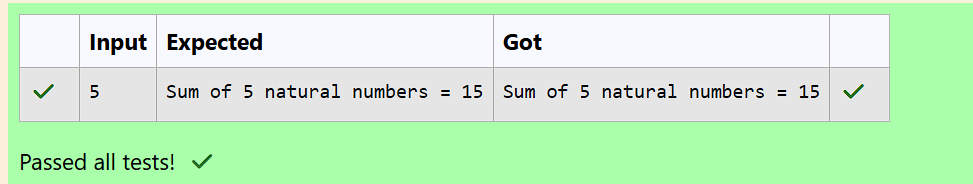 Input Expected Got
5 Sum of 5 natural numbers = 15 Sum of 5 natural numbers = 15
Passed all tests!